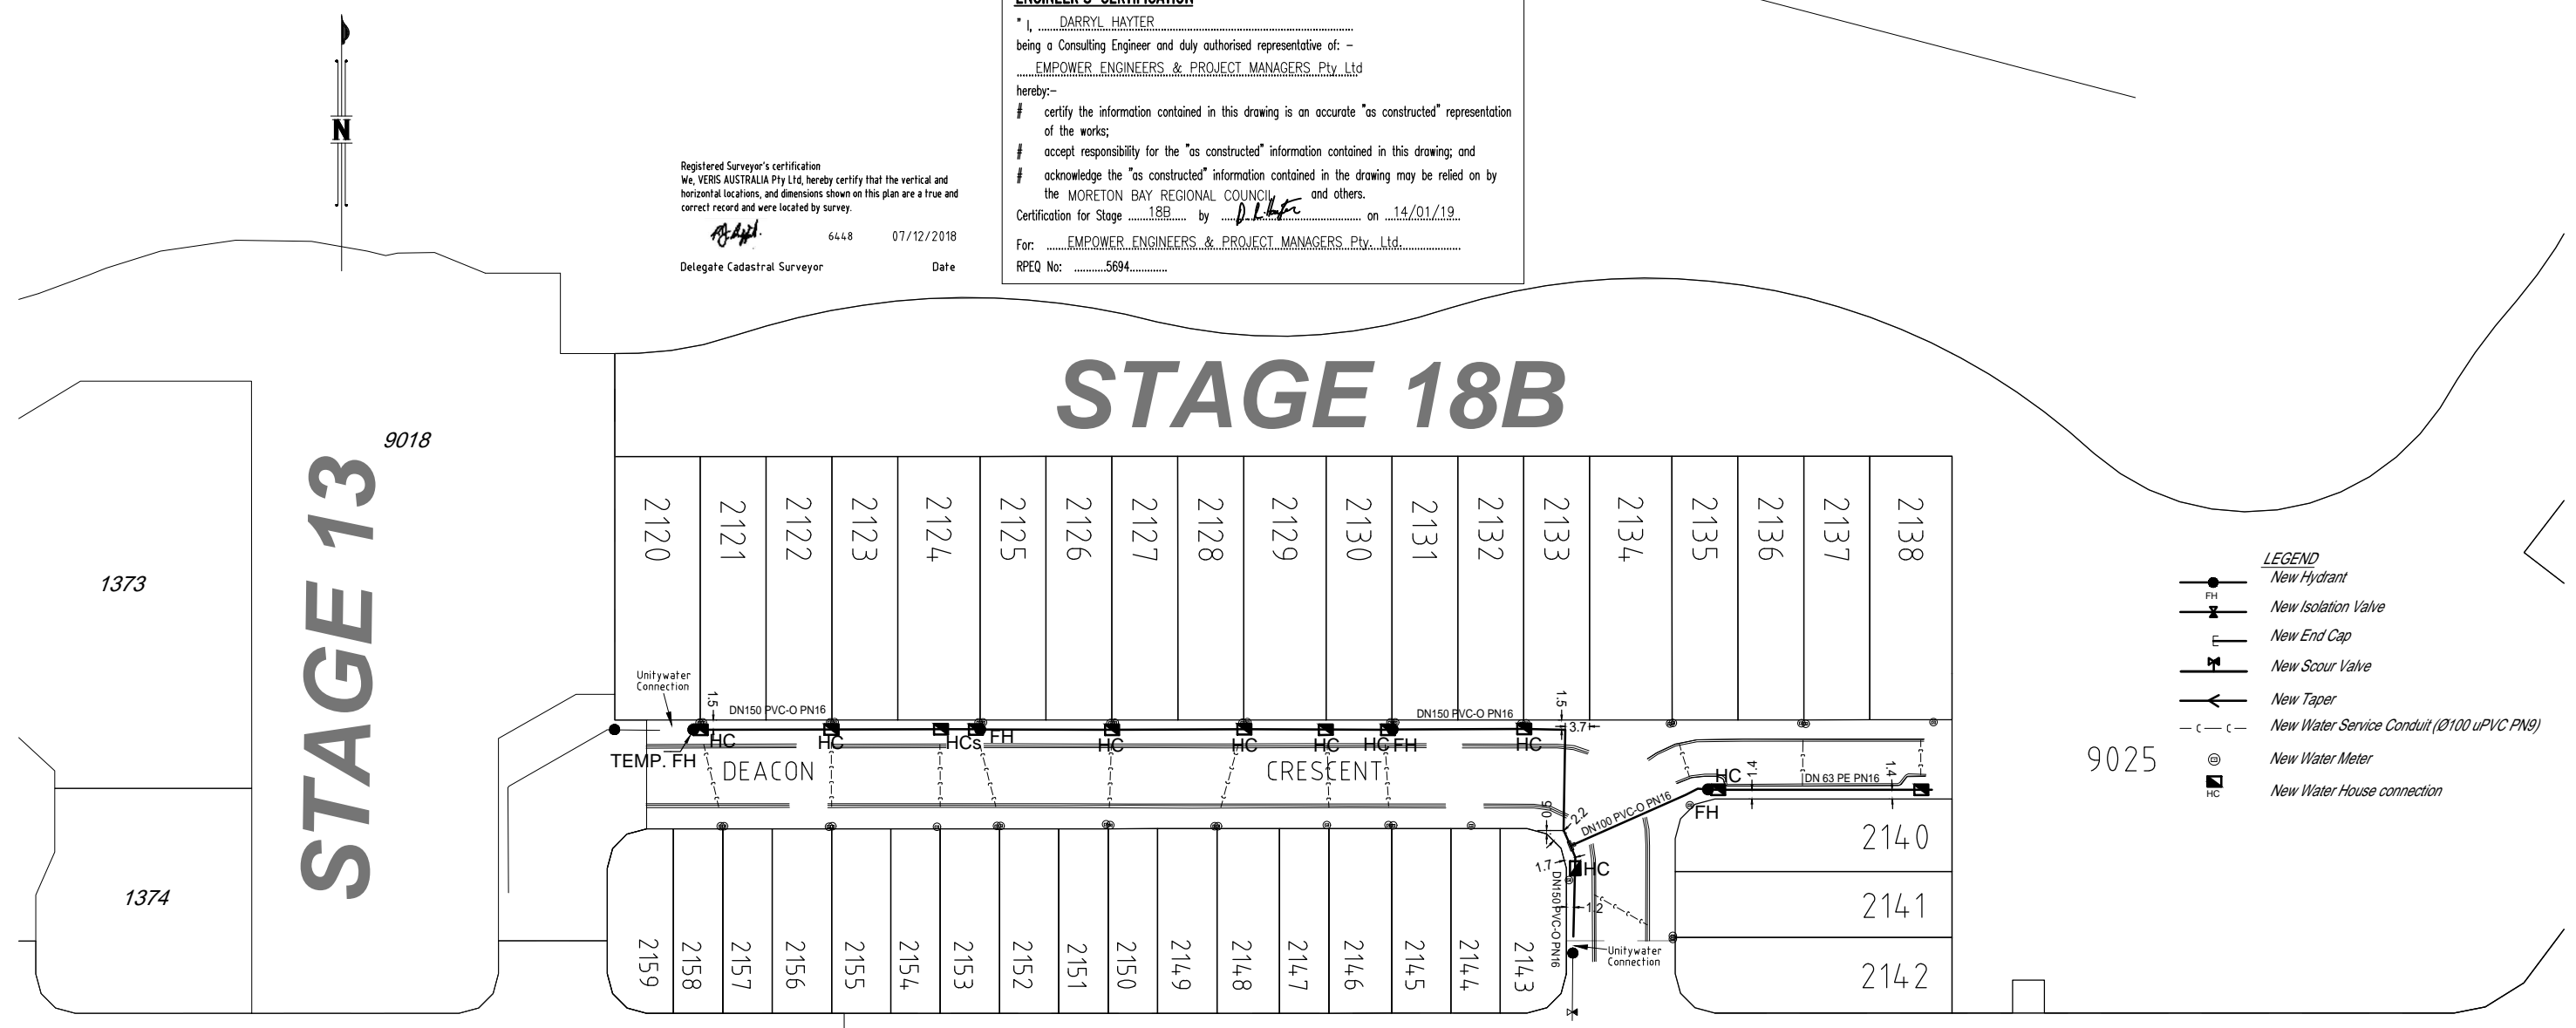 ENGINEER'S CERTIFICATION
" I, DARRYL HAYTER
being a Consulting Engineer and duly authorised representative of: -
EMPOWER ENGINEERS & PROJECT MANAGERS Pty Ltd
hereby:-
# certify the information contained in this drawing is an accurate "as constructed" representation
of the works;
# accept responsibility for the "as constructed" information contained in this drawing; and
# acknowledge the "as constructed" information contained in the drawing may be relied on by
the MORETON BAY REGIONAL COUNCIL and others.
Certification for Stage 18B by on 14/01/19
For: EMPOWER ENGINEERS & PROJECT MANAGERS Pty. Ltd.
RPEQ No: 5694
N
Registered Surveyor's certification
We, VERIS AUSTRALIA Pty Ltd, hereby certify that the vertical and
horizontal locations, and dimensions shown on this plan are a true and
correct record and were located by survey.
6448 07/12/2018
Delegate Cadastral Surveyor Date
STAGE 18B
STAGE 13
9018
1373
1374
2120
2121
2122
2123
2124
2125
2126
2127
2128
2129
2130
2131
2132
2133
2134
2135
2136
2137
2138
LEGEND
New Hydrant
FH
New Isolation Valve
New End Cap
New Scour Valve
New Taper
New Water Service Conduit (Ø100 uPVC PN9)
C C
New Water Meter
New Water House connection
HC
9025
Unitywater
Connection
1.5
DN150 PVC-O PN16
DN150 PVC-O PN16
1.5
3.7
TEMP. FH
HC
HC
HCs
FH
HC
HC
HC
HC
FH
HC
DEACON
CRESCENT
HC
1.4
DN 63 PE PN16
1.4
FH
DN100 PVC-O PN16
0.5
2.2
1.7
HC
DN150 PVC-O PN16
1.2
Unitywater
Connection
2140
2141
2142
2159
2158
2157
2156
2155
2154
2153
2152
2151
2150
2149
2148
2147
2146
2145
2144
2143